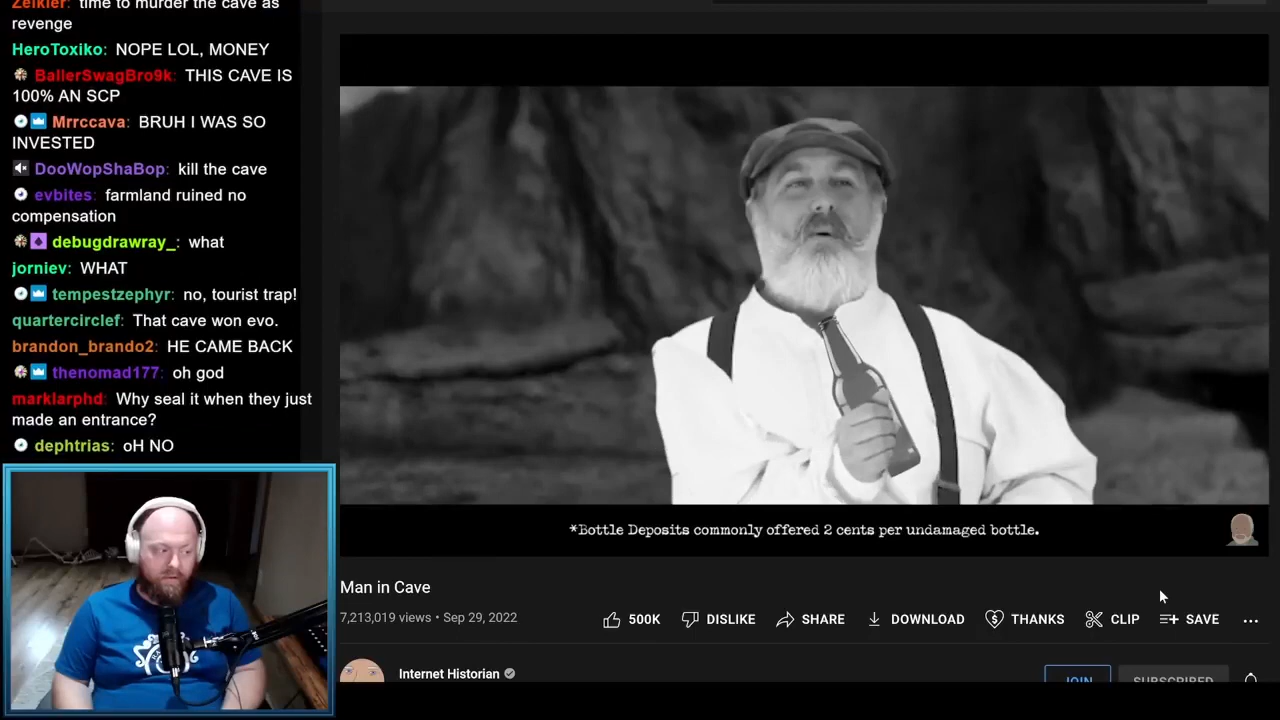 Zeikler: time to murder the cave as
revenge
HeroToxiko: NOPE LOL, MONEY
BallerSwagBro9k: THIS CAVE IS
100% AN SCP
Mrrccava: BRUH I WAS SO
INVESTED
DooWopShaBop: kill the cave
evbites: farmland ruined no
compensation
debugdrawray_: what
jorniev: WHAT
tempestzephyr: no, tourist trap!
quartercirclef: That cave won evo.
brandon_brando2: HE CAME BACK
thenomad177: oh god
marklarphd: Why seal it when they just
made an entrance?
dephtrias: oH NO
*Bottle Deposits commonly offered 2 cents per undamaged bottle.
Man in Cave
7,213,019 views • Sep 29, 2022
500K
DISLIKE
SHARE
DOWNLOAD
THANKS
CLIP
SAVE
Internet Historian
JOIN
SUBSCRIBED